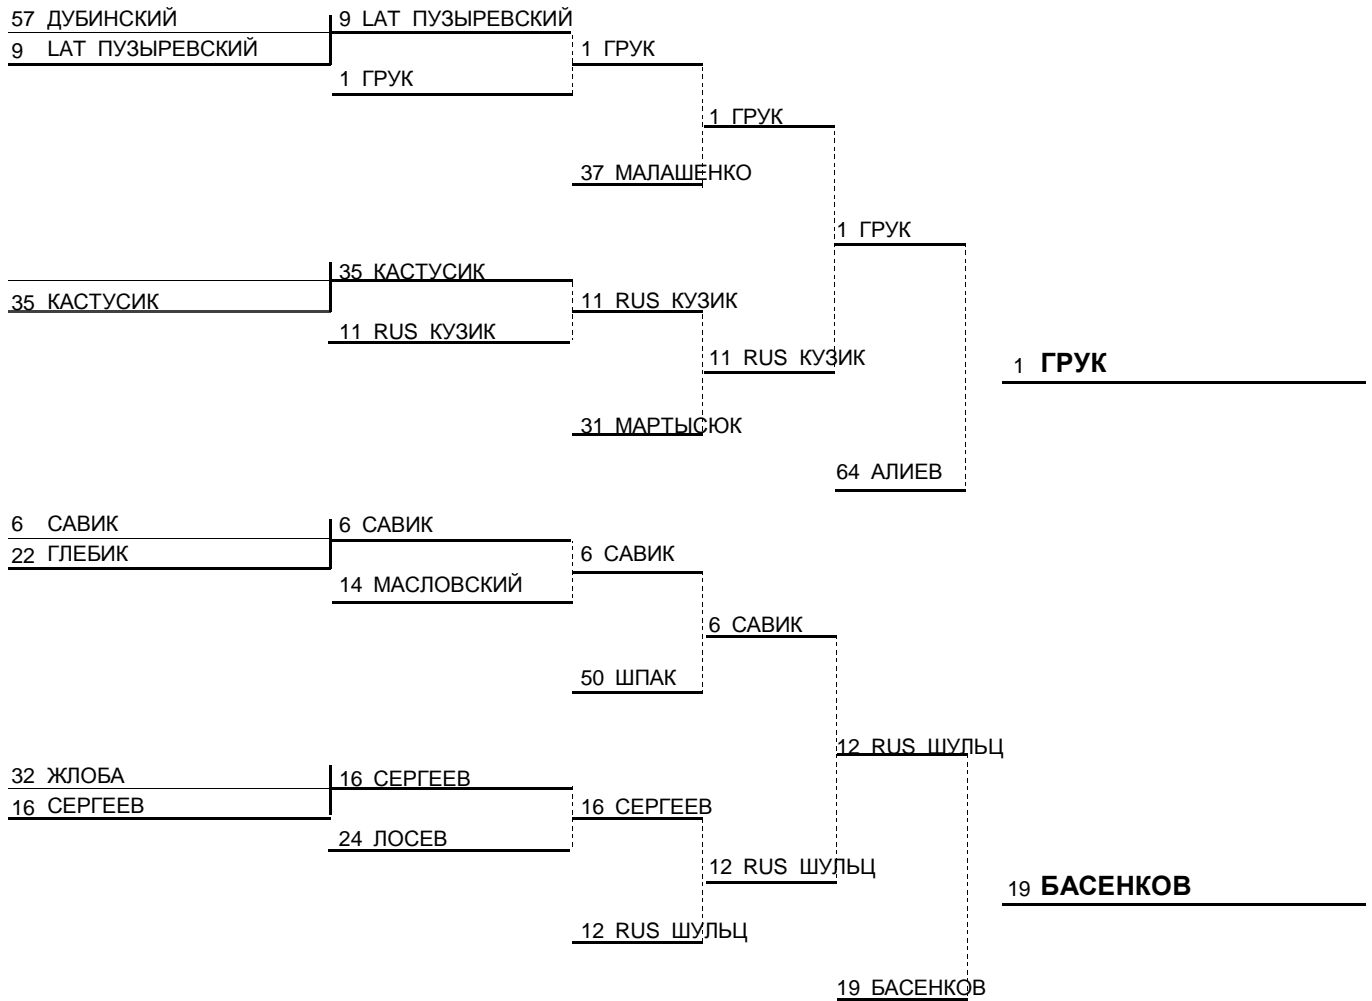 57 ДУБИНСКИЙ
9 LAT ПУЗЫРЕВСКИЙ
9 LAT ПУЗЫРЕВСКИЙ
1 ГРУК
1 ГРУК
1 ГРУК
37 МАЛАШЕНКО
1 ГРУК
35 КАСТУСИК
35 КАСТУСИК
11 RUS КУЗИК
11 RUS КУЗИК
11 RUS КУЗИК
1 ГРУК
31 МАРТЫСЮК
64 АЛИЕВ
6 САВИК
22 ГЛЕБИК
6 САВИК
6 САВИК
14 МАСЛОВСКИЙ
6 САВИК
50 ШПАК
12 RUS ШУЛЬЦ
32 ЖЛОБА
16 СЕРГЕЕВ
16 СЕРГЕЕВ
16 СЕРГЕЕВ
24 ЛОСЕВ
12 RUS ШУЛЬЦ
19 БАСЕНКОВ
12 RUS ШУЛЬЦ
19 БАСЕНКОВ